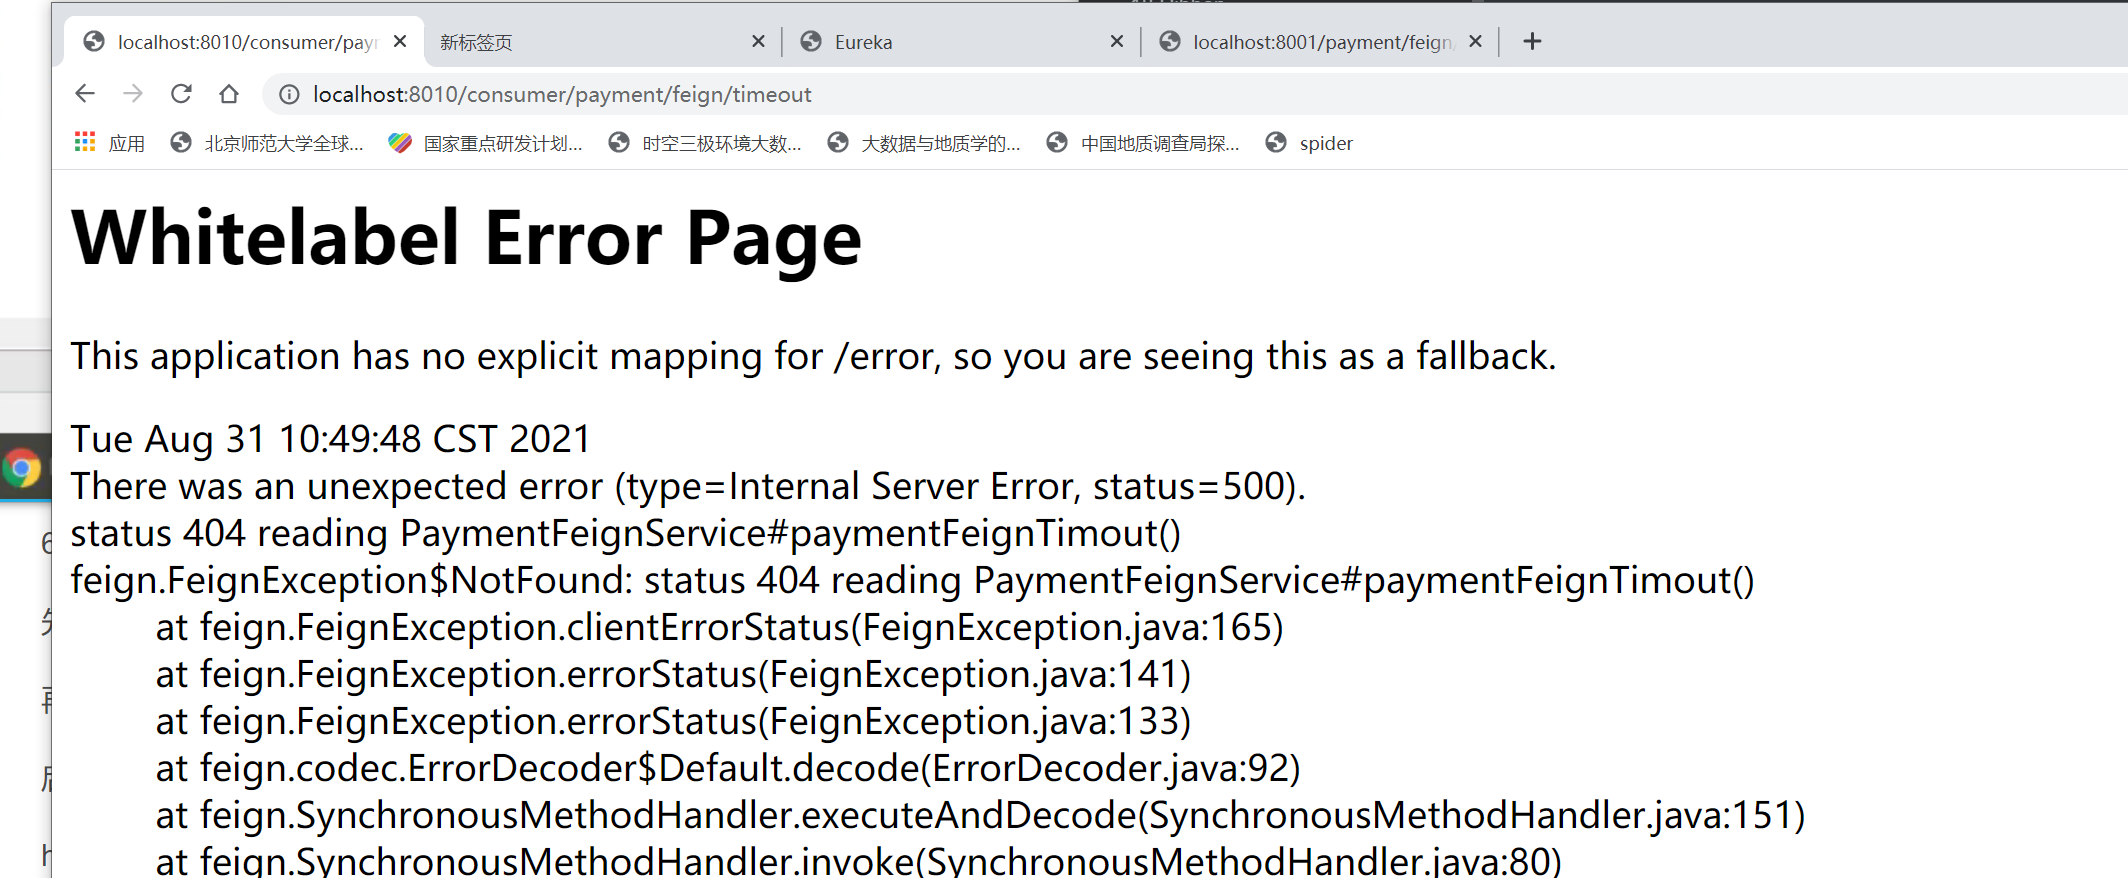 localhost:8010/consumer/paym
新标签页
Eureka
localhost:8001/payment/feign/
localhost:8010/consumer/payment/feign/timeout
应用
北京师范大学全球...
国家重点研发计划...
时空三极环境大数...
大数据与地质学的...
中国地质调查局探...
spider
Whitelabel Error Page
This application has no explicit mapping for /error, so you are seeing this as a fallback.
Tue Aug 31 10:49:48 CST 2021
There was an unexpected error (type=Internal Server Error, status=500).
status 404 reading PaymentFeignService#paymentFeignTimout()
feign.FeignException$NotFound: status 404 reading PaymentFeignService#paymentFeignTimout()
at feign.FeignException.clientErrorStatus(FeignException.java:165)
at feign.FeignException.errorStatus(FeignException.java:141)
at feign.FeignException.errorStatus(FeignException.java:133)
at feign.codec.ErrorDecoder$Default.decode(ErrorDecoder.java:92)
at feign.SynchronousMethodHandler.executeAndDecode(SynchronousMethodHandler.java:151)
at feign.SynchronousMethodHandler.invoke(SynchronousMethodHandler.java:80)